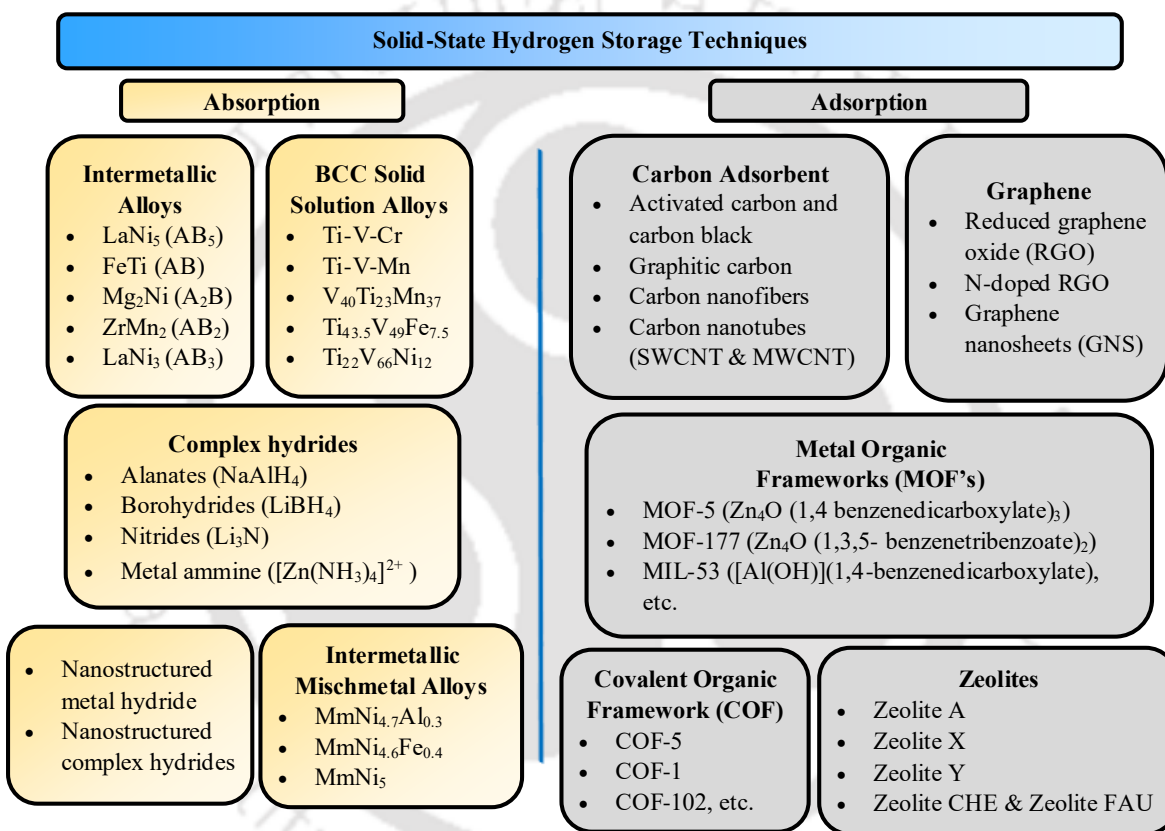 Solid-State Hydrogen Storage Techniques
Absorption
Intermetallic
Alloys
• LaNi₅ (AB₅)
• FeTi (AB)
• Mg₂Ni (A₂B)
• ZrMn₂ (AB₂)
• LaNi₃ (AB₃)
BCC Solid
Solution Alloys
• Ti-V-Cr
• Ti-V-Mn
• V₄₀Ti₂₃Mn₃₇
• Ti₄₃.₅V₄₉Fe₇.₅
• Ti₂₂V₆₆Ni₁₂
Complex hydrides
• Alanates (NaAlH₄)
• Borohydrides (LiBH₄)
• Nitrides (Li₃N)
• Metal ammine ([Zn(NH₃)₄]²⁺ )
• Nanostructured
metal hydride
• Nanostructured
complex hydrides
Intermetallic
Mischmetal Alloys
• MmNi₄.₇Al₀.₃
• MmNi₄.₆Fe₀.₄
• MmNi₅
Adsorption
Carbon Adsorbent
• Activated carbon and
carbon black
• Graphitic carbon
• Carbon nanofibers
• Carbon nanotubes
(SWCNT & MWCNT)
Graphene
• Reduced graphene
oxide (RGO)
• N-doped RGO
• Graphene
nanosheets (GNS)
Metal Organic
Frameworks (MOF’s)
• MOF-5 (Zn₄O (1,4 benzenedicarboxylate)₃)
• MOF-177 (Zn₄O (1,3,5- benzenetribenzoate)₂)
• MIL-53 ([Al(OH)](1,4-benzenedicarboxylate),
etc.
Covalent Organic
Framework (COF)
• COF-5
• COF-1
• COF-102, etc.
Zeolites
• Zeolite A
• Zeolite X
• Zeolite Y
• Zeolite CHE & Zeolite FAU